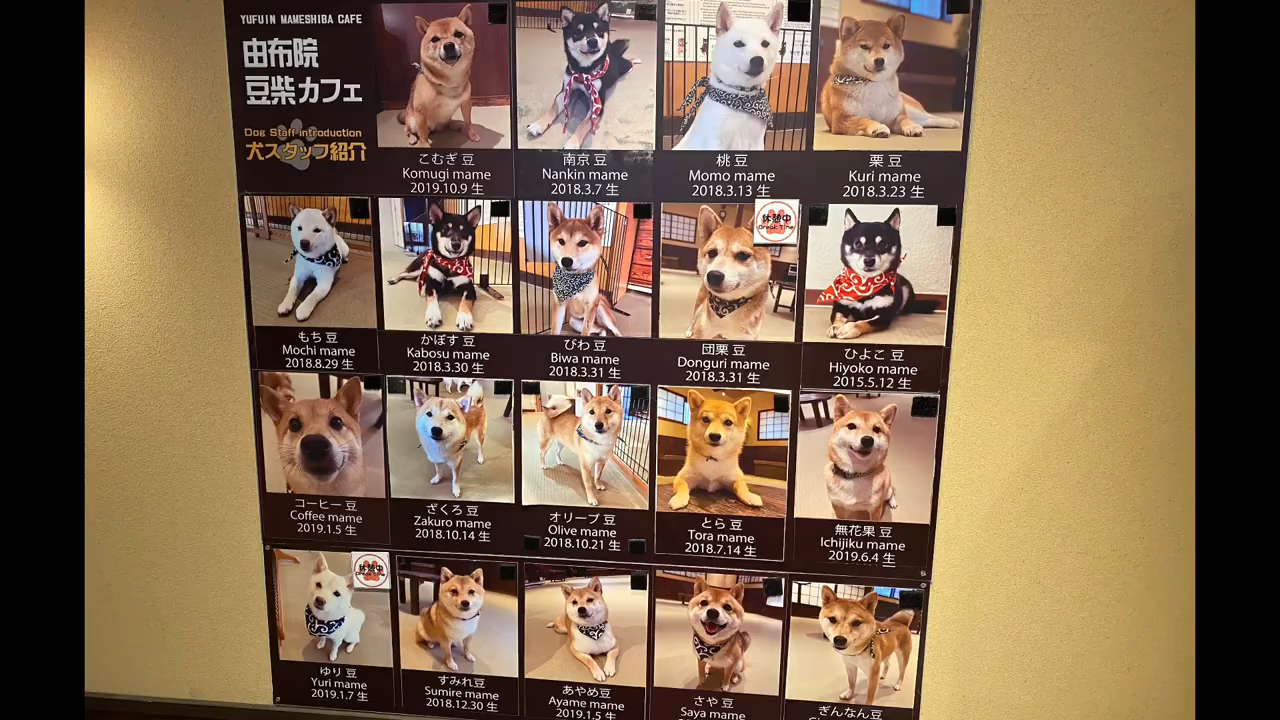 YUFUIN MAMESHIBA CAFE
由布院
豆柴カフェ
Dog Staff introduction
犬スタッフ紹介
こむぎ 豆
Komugi mame
2019.10.9 生
南京 豆
Nankin mame
2018.3.7 生
桃 豆
Momo mame
2018.3.13 生
栗 豆
Kuri mame
2018.3.23 生
もち 豆
Mochi mame
2018.8.29 生
かぼす 豆
Kabosu mame
2018.3.30 生
びわ 豆
Biwa mame
2018.3.31 生
休憩中
Break Time
団栗 豆
Donguri mame
2018.3.31 生
ひよこ 豆
Hiyoko mame
2015.5.12 生
コーヒー 豆
Coffee mame
2019.1.5 生
ざくろ 豆
Zakuro mame
2018.10.14 生
オリーブ 豆
Olive mame
2018.10.21 生
とら 豆
Tora mame
2018.7.14 生
無花果 豆
Ichijiku mame
2019.6.4 生
休憩中
Break Time
ゆり 豆
Yuri mame
2019.1.7 生
すみれ 豆
Sumire mame
2018.12.30 生
あやめ豆
Ayame mame
2019.1.5 生
さや 豆
Saya mame
ぎんなん豆